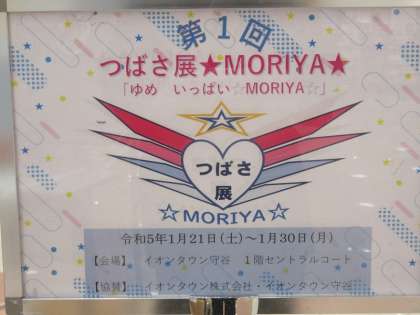 第1回
つばさ展★MORIYA★
「ゆめ　いっぱい☆MORIYA☆」
つばさ
展
☆MORIYA☆
令和5年1月21日(土)～1月30日(月)
【会場】　イオンタウン守谷　1階セントラルコート
【協賛】　イオンタウン株式会社・イオンタウン守谷